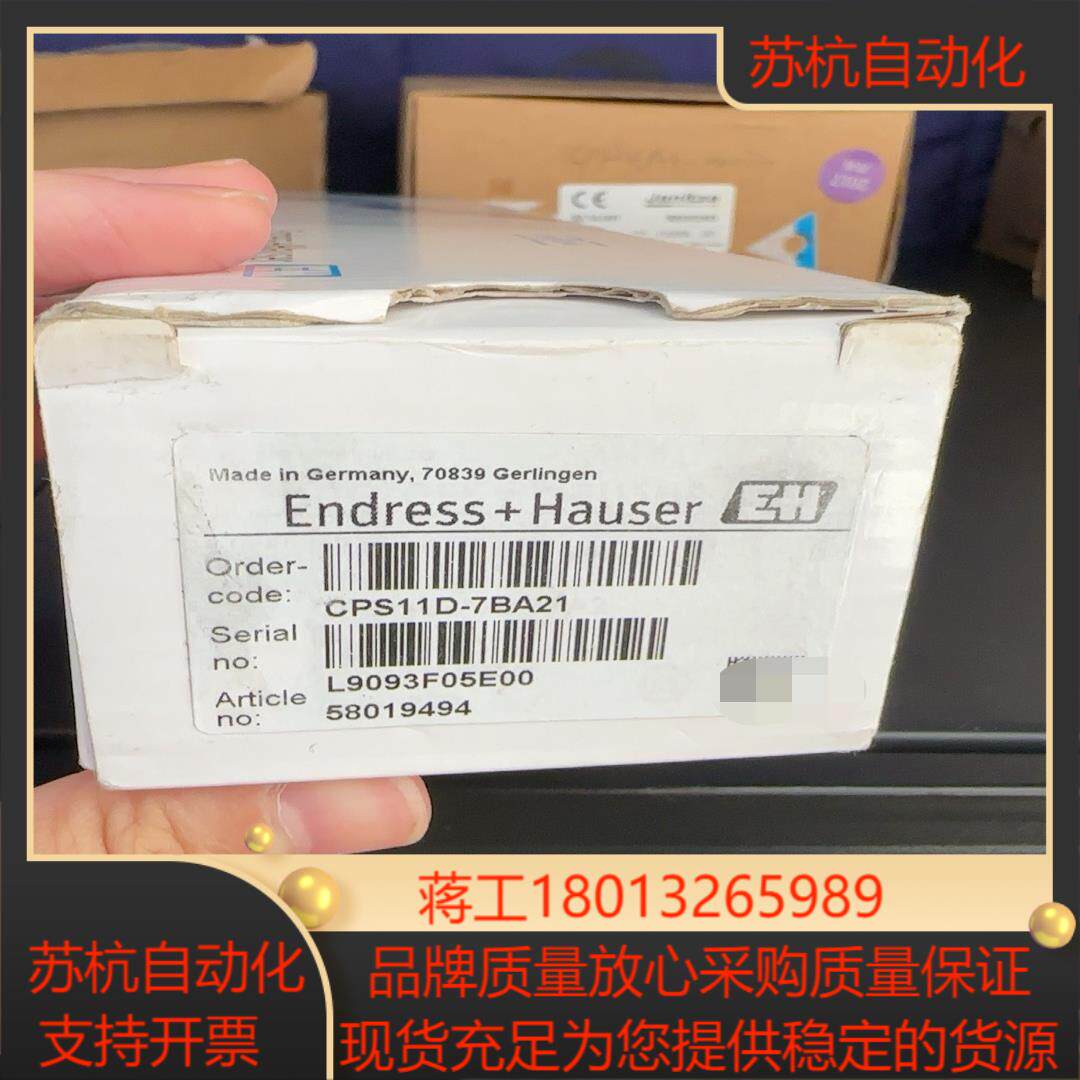 苏杭自动化
CE
Made in Germany, 70839 Gerlingen
Endress+Hauser EH
Order-
code:
CPS11D-7BA21
Serial
no:
L9093F05E00
Article
no:
58019494
蒋工18013265989
苏杭自动化
支持开票
品牌质量放心采购质量保证
现货充足为您提供稳定的货源